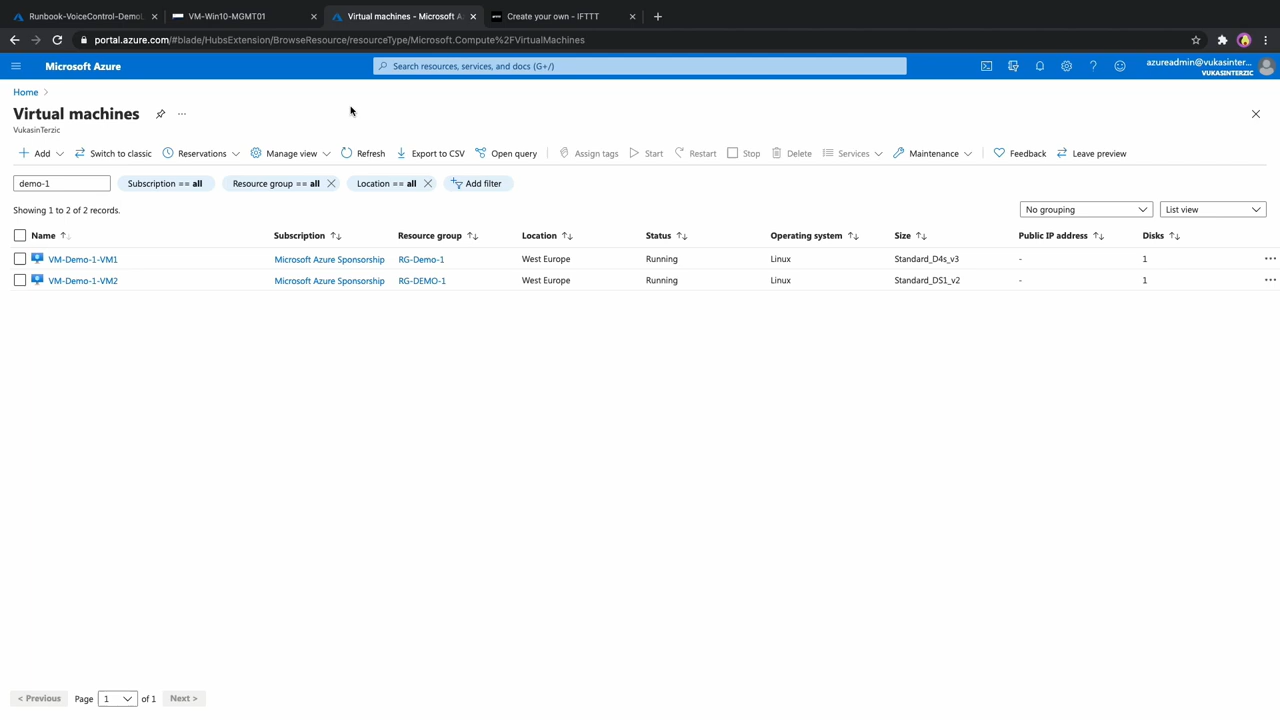 Runbook-VoiceControl-Demo
VM-Win10-MGMT01
Virtual machines - Microsoft A
Create your own - IFTTT
portal.azure.com/#blade/HubsExtension/BrowseResource/resourceType/Microsoft.Compute%2FVirtualMachines
Microsoft Azure
Search resources, services, and docs (G+/)
azureadmin@vukasinter...
VUKASINTERZIC
Home
Virtual machines
VukasinTerzic
Add
Switch to classic
Reservations
Manage view
Refresh
Export to CSV
Open query
Assign tags
Start
Restart
Stop
Delete
Services
Maintenance
Feedback
Leave preview
demo-1
Subscription == all
Resource group == all
Location == all
Add filter
Showing 1 to 2 of 2 records.
No grouping
List view
Name Subscription Resource group Location Status Operating system Size Public IP address Disks
VM-Demo-1-VM1 Microsoft Azure Sponsorship RG-Demo-1 West Europe Running Linux Standard_D4s_v3 - 1
VM-Demo-1-VM2 Microsoft Azure Sponsorship RG-DEMO-1 West Europe Running Linux Standard_DS1_v2 - 1
< Previous Page 1 of 1 Next >